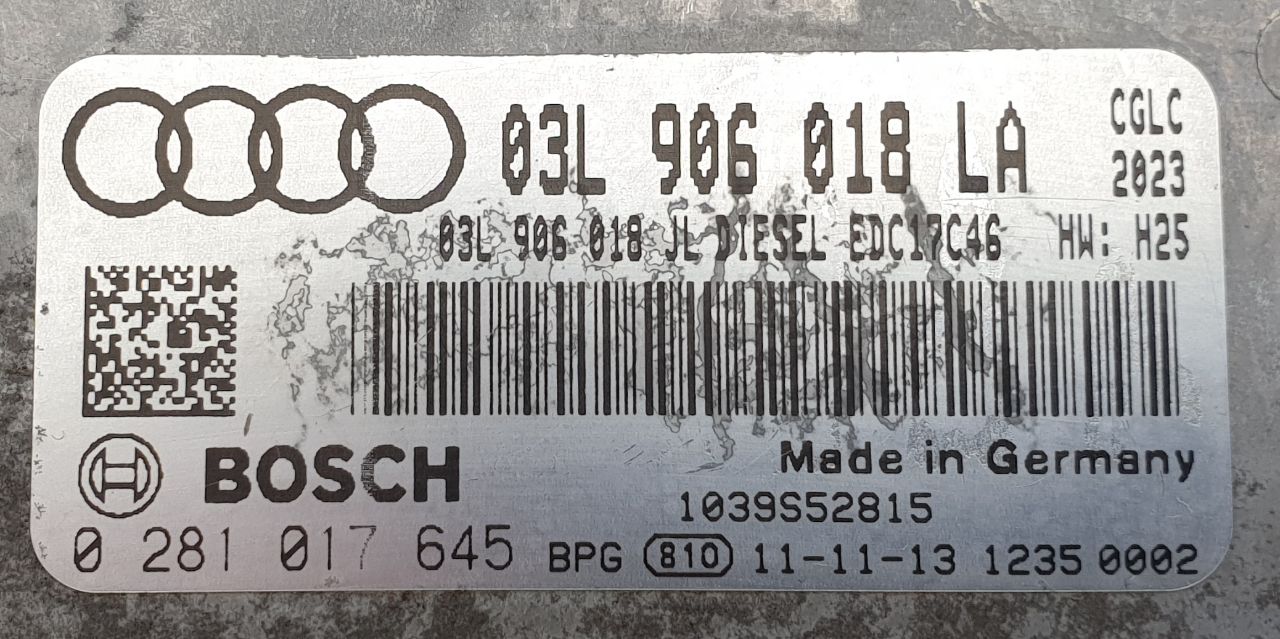 03L 906 018 LA CGLC
2023
03L 906 018 JL DIESEL EDC17C46 HW: H25
BOSCH
Made in Germany
1039S52815
0 281 017 645 BPG 810 11-11-13 1235 0002